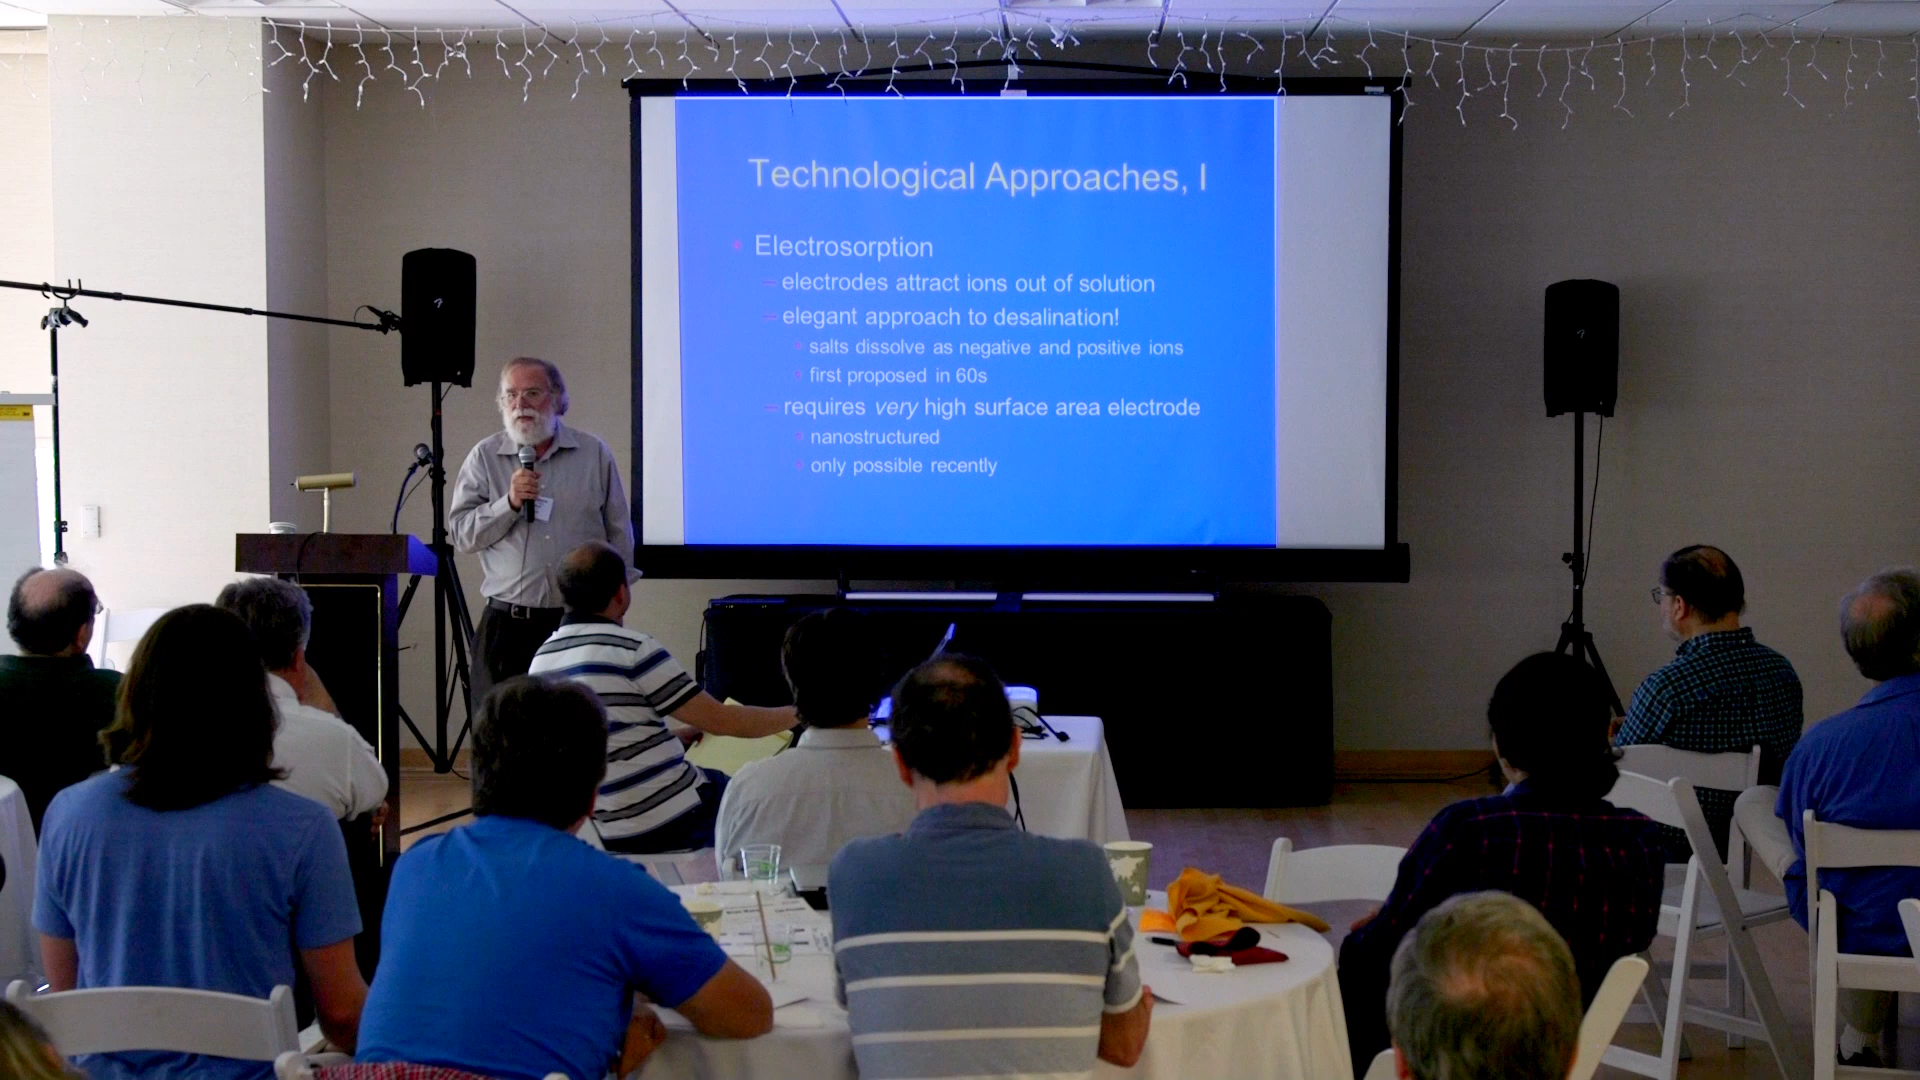 Technological Approaches, I
Electrosorption
– electrodes attract ions out of solution
– elegant approach to desalination!
salts dissolve as negative and positive ions
first proposed in 60s
– requires very high surface area electrode
nanostructured
only possible recently